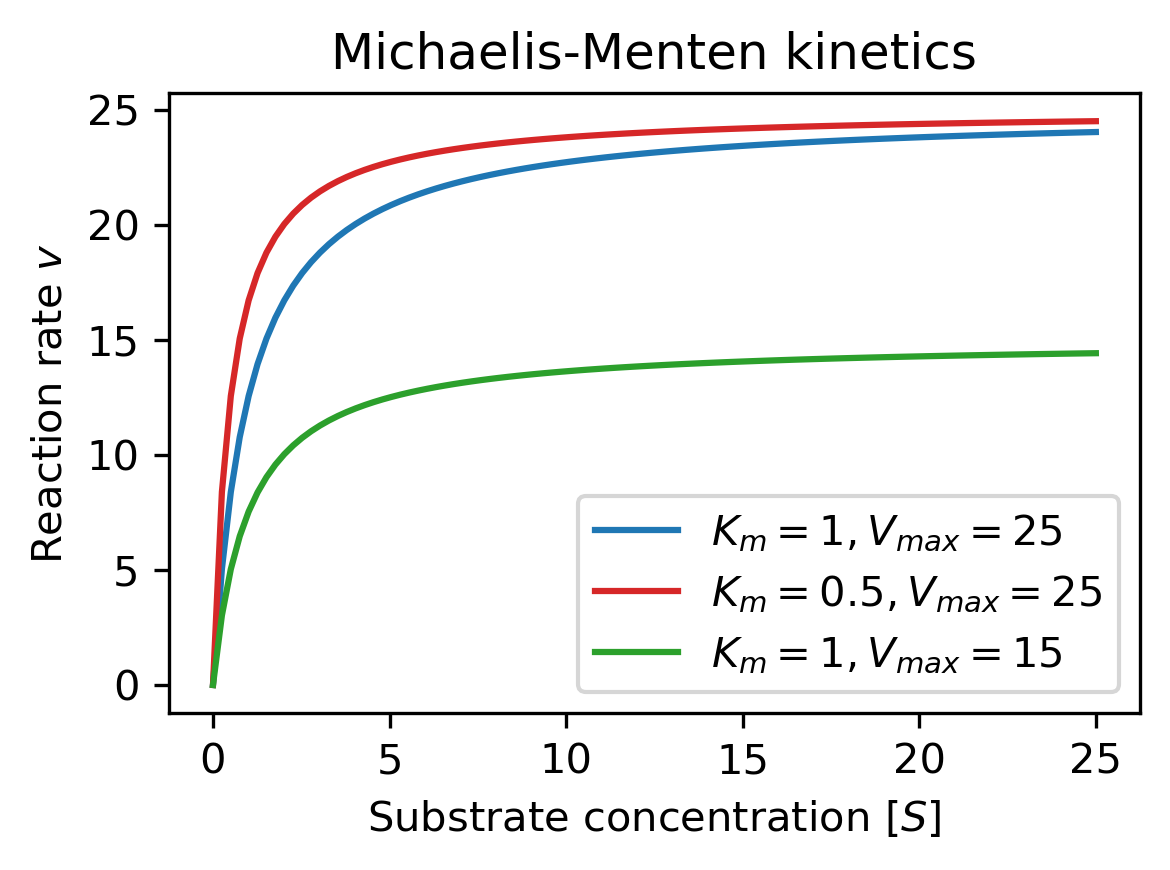 Michaelis-Menten kinetics
25
20
15
10
5
0
Reaction rate v
0 5 10 15 20 25
Substrate concentration [S]
K_m = 1, V_max = 25
K_m = 0.5, V_max = 25
K_m = 1, V_max = 15